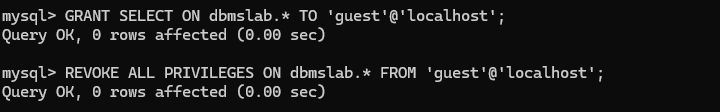 mysql> GRANT SELECT ON dbmslab.* TO 'guest'@'localhost';
Query OK, 0 rows affected (0.00 sec)
mysql> REVOKE ALL PRIVILEGES ON dbmslab.* FROM 'guest'@'localhost';
Query OK, 0 rows affected (0.00 sec)